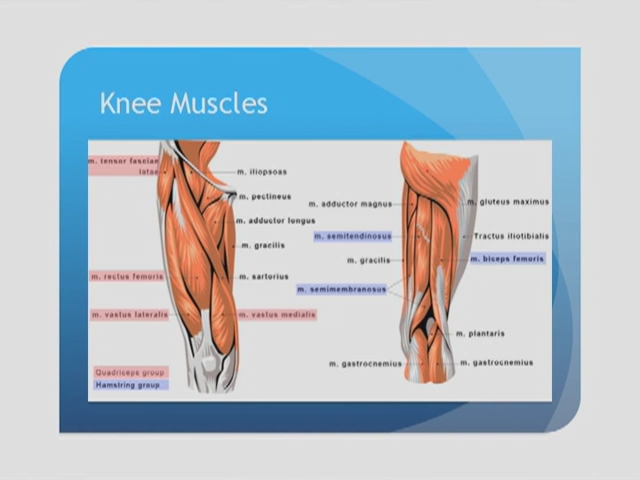 Knee Muscles
m. tensor fasciae
latae
m. iliopsoas
m. pectineus
m. adductor longus
m. gracilis
m. rectus femoris
m. sartorius
m. vastus lateralis
m. vastus medialis
Quadriceps group
Hamstring group
m. adductor magnus
m. gluteus maximus
m. semitendinosus
Tractus iliotibialis
m. gracilis
m. biceps femoris
m. semimembranosus
m. plantaris
m. gastrocnemius
m. gastrocnemius